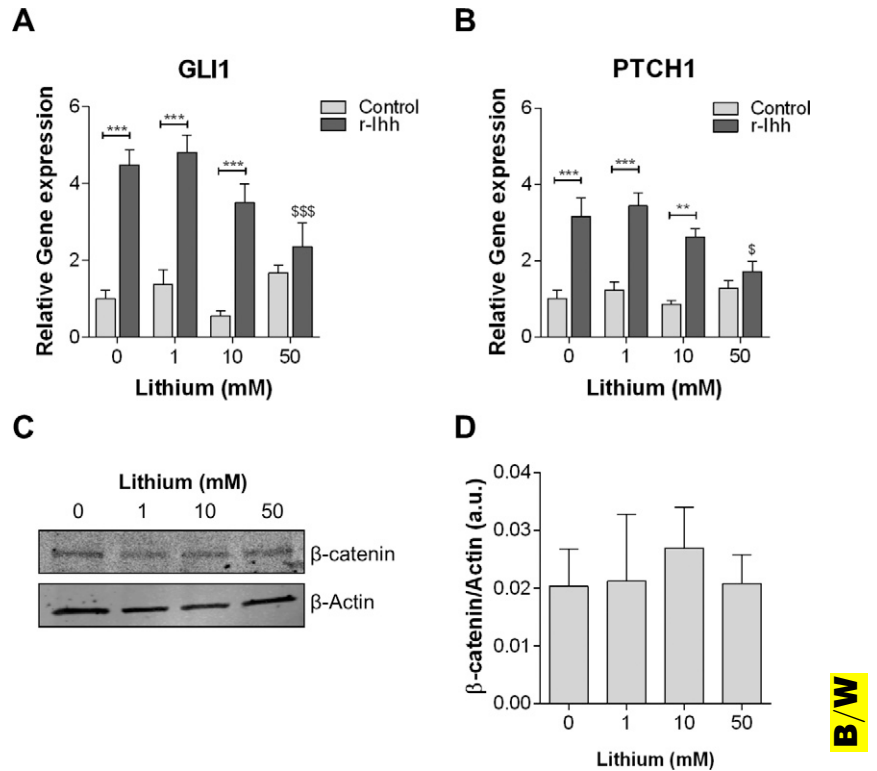 A
GLI1
Relative Gene expression
6
4
2
0
***
***
***
$$$
Control
r-Ihh
0 1 10 50
Lithium (mM)
B
PTCH1
Relative Gene expression
6
4
2
0
***
***
**
$
Control
r-Ihh
0 1 10 50
Lithium (mM)
C
Lithium (mM)
0 1 10 50
β-catenin
β-Actin
D
β-catenin/Actin (a.u.)
0.04
0.03
0.02
0.01
0.00
0 1 10 50
Lithium (mM)
B/W